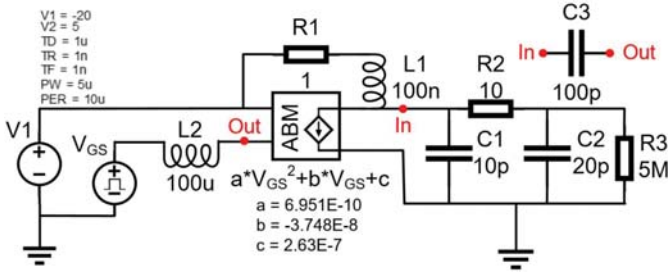 V1 = -20
V2 = 5
TD = 1u
TR = 1n
TF = 1n
PW = 5u
PER = 10u
R1
1
L1
100n
In
R2
10
C3
In
Out
100p
V1
VGS
L2
100u
Out
ABM
C1
10p
C2
20p
R3
5M
a*VGS²+b*VGS+c
a = 6.951E-10
b = -3.748E-8
c = 2.63E-7